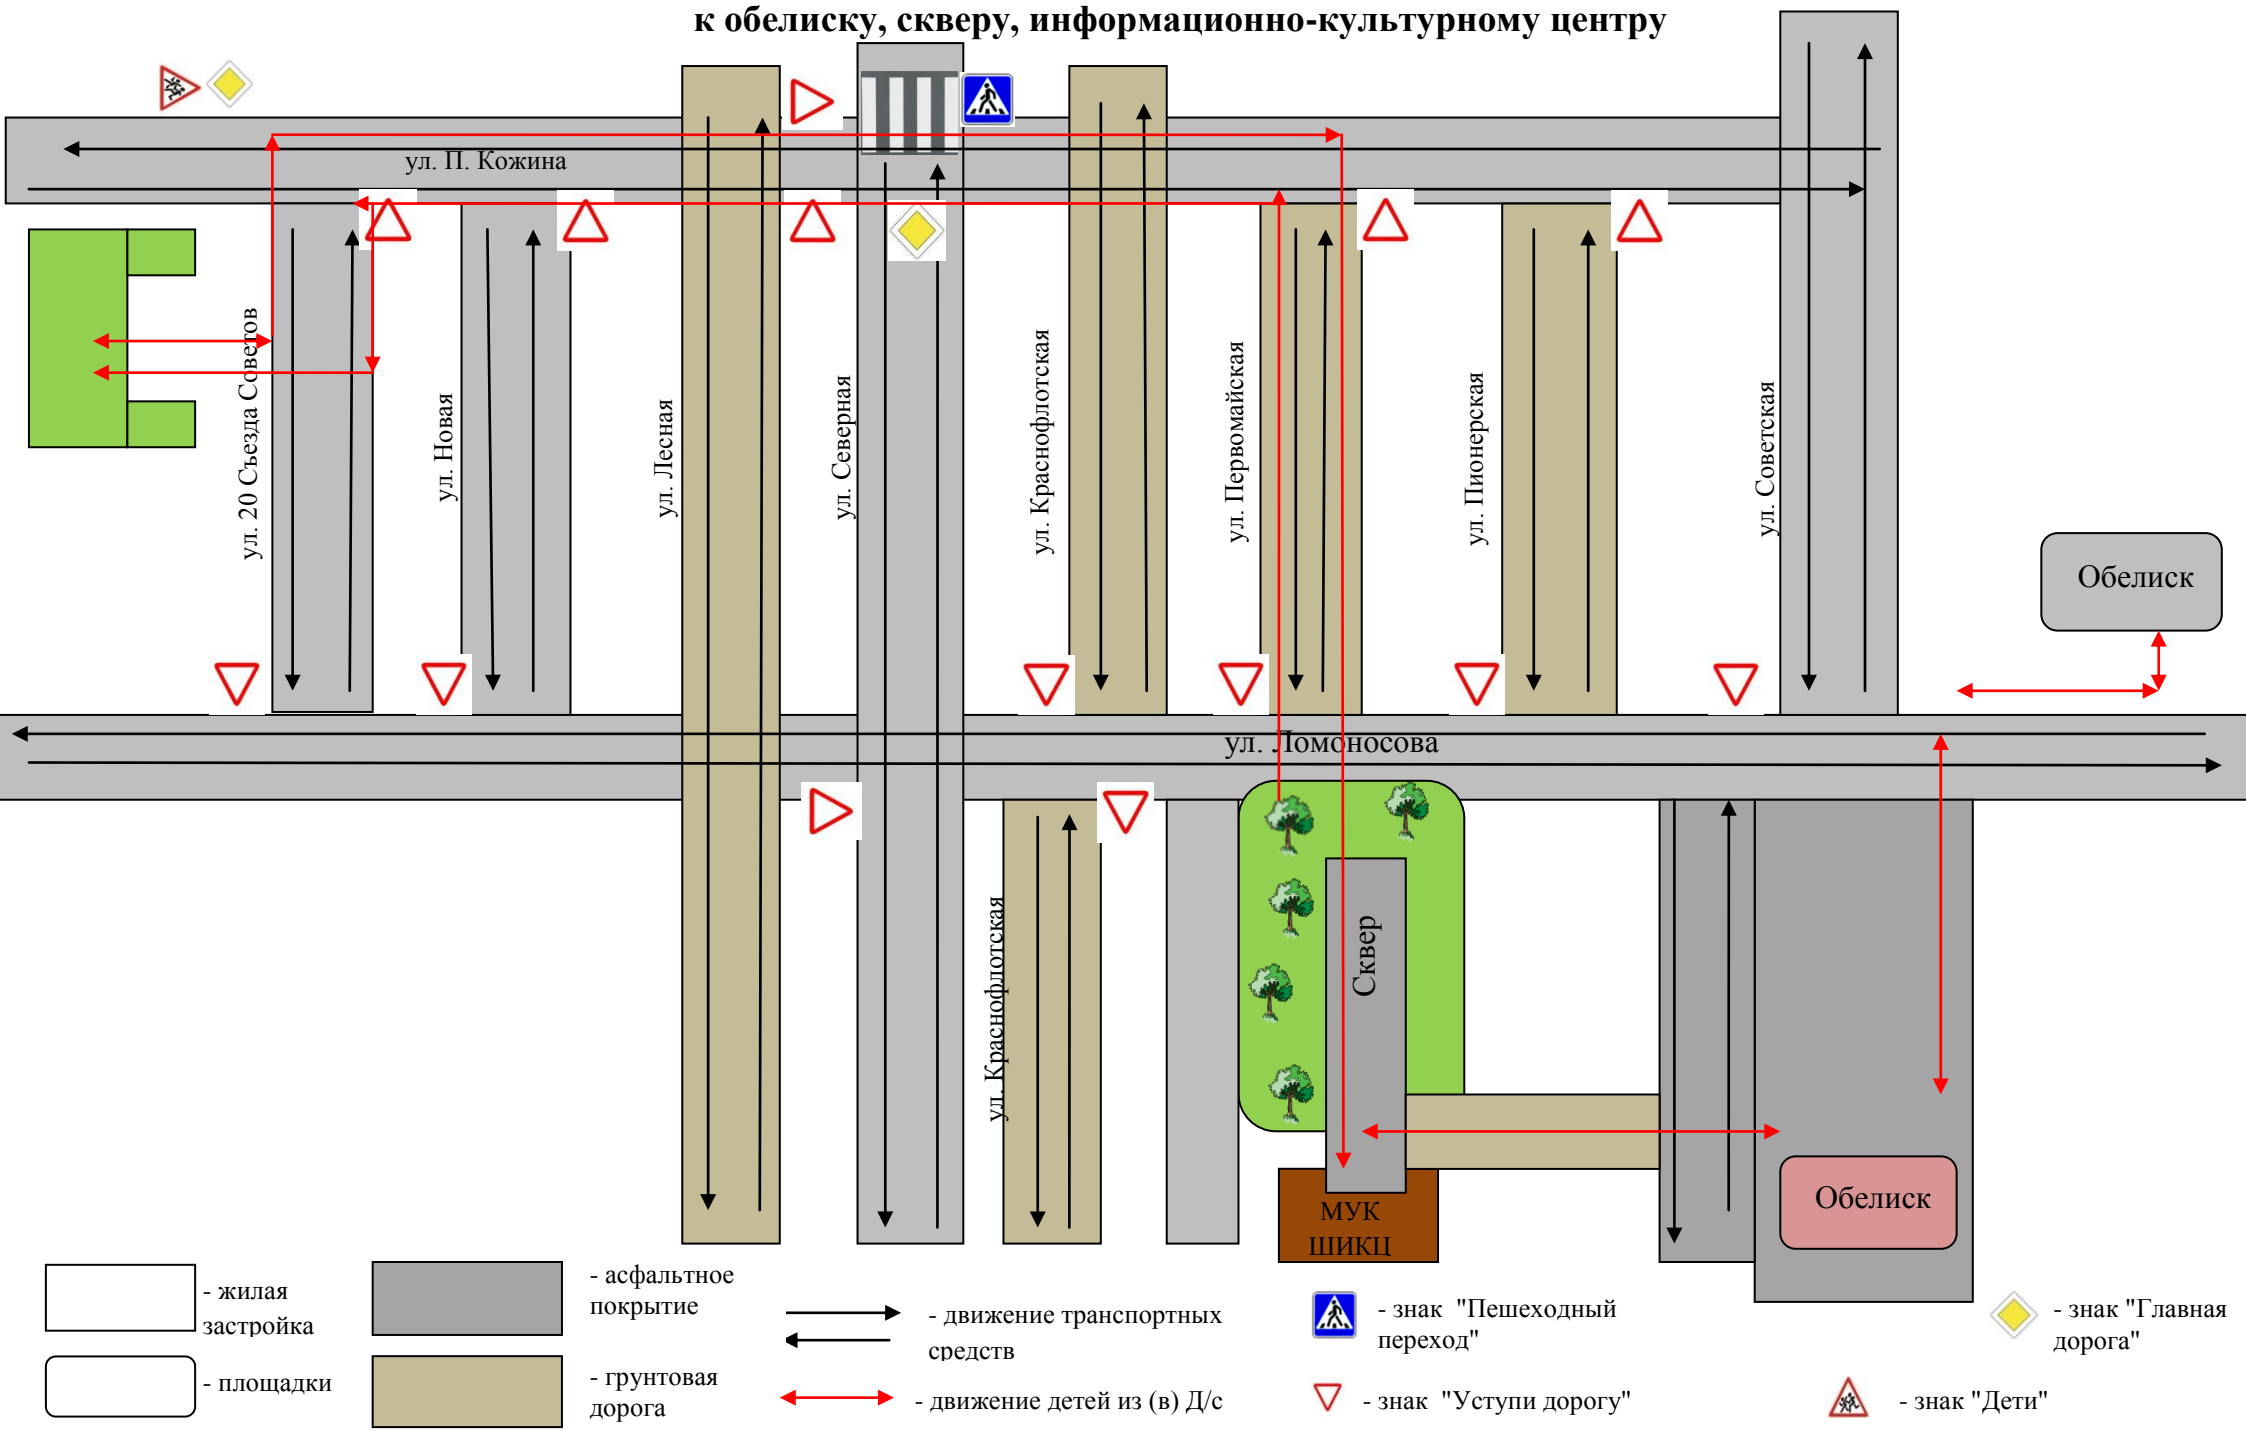 к обелиску, скверу, информационно-культурному центру
ул. П. Кожина
ул. 20 Съезда Советов
ул. Новая
ул. Лесная
ул. Северная
ул. Краснофлотская
ул. Первомайская
ул. Пионерская
ул. Советская
Обелиск
ул. Ломоносова
ул. Краснофлотская
Сквер
МУК
ШИКЦ
Обелиск
- жилая
застройка
- площадки
- асфальтное
покрытие
- грунтовая
дорога
- движение транспортных
средств
- движение детей из (в) Д/с
- знак "Пешеходный
переход"
- знак "Уступи дорогу"
- знак "Главная
дорога"
- знак "Дети"